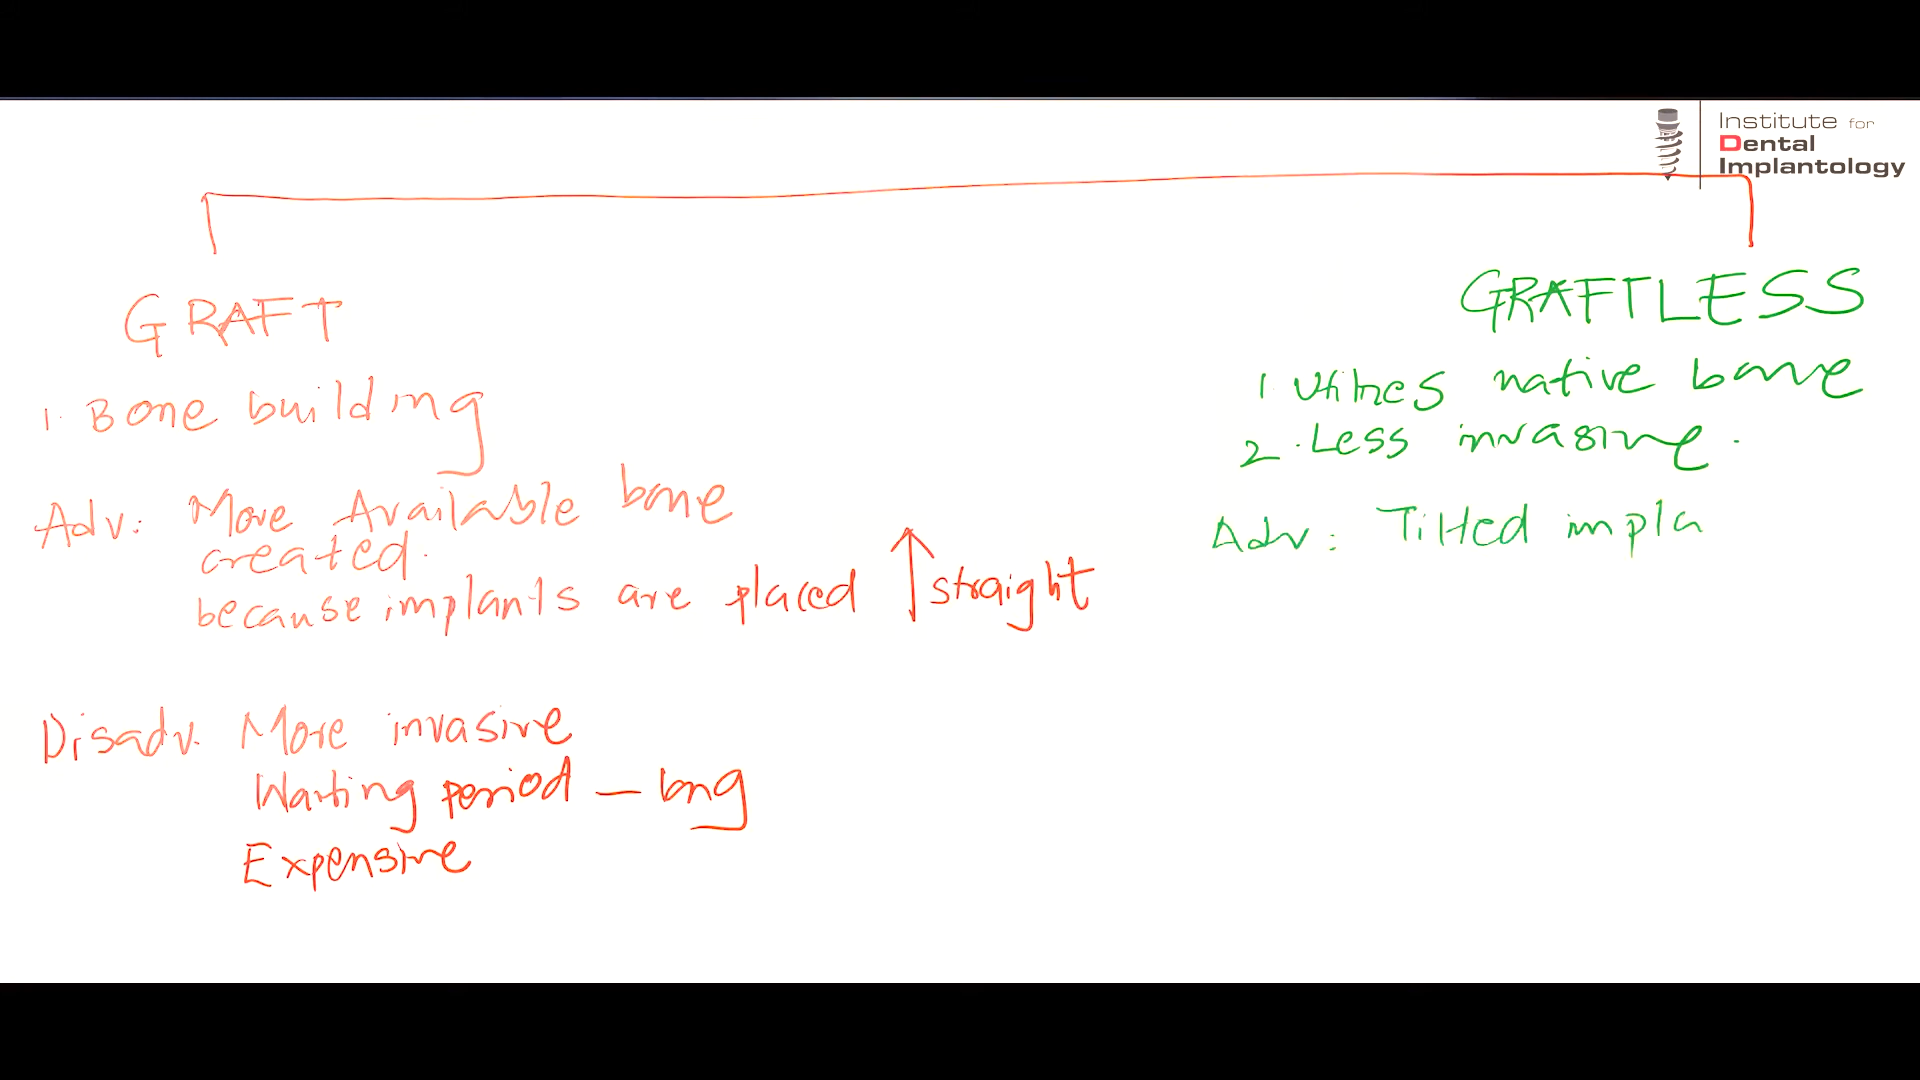 Institute for
Dental
Implantology
GRAFT
1. Bone building
Adv: More Available bone
created.
because implants are placed ↑ straight
Disadv. More invasive
Waiting period — long
Expensive
GRAFTLESS
1 Utilizes native bone
2. Less invasive.
Adv: Tilted impla